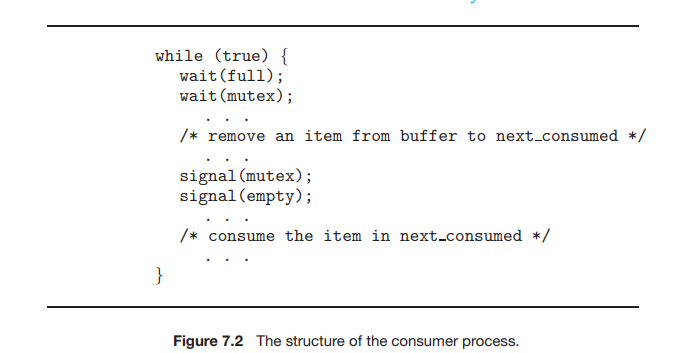 while (true) {
wait(full);
wait(mutex);
. . .
/* remove an item from buffer to next_consumed */
. . .
signal(mutex);
signal(empty);
. . .
/* consume the item in next_consumed */
. . .
}
Figure 7.2 The structure of the consumer process.